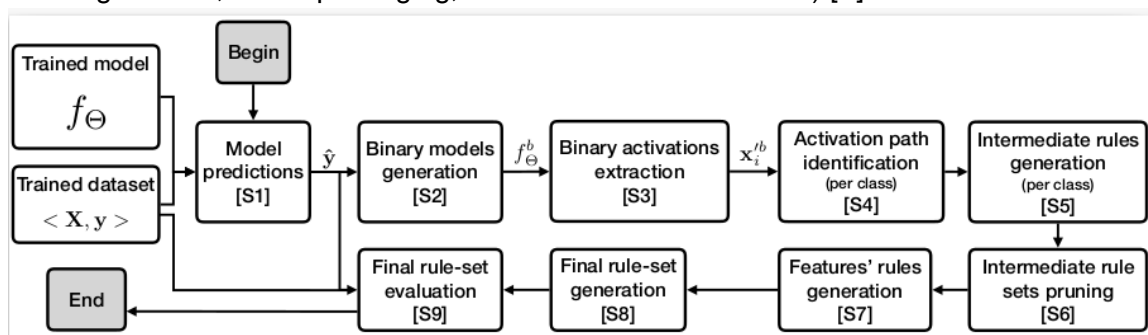 Begin
Trained model
f_Θ
Trained dataset
< X, y >
Model
predictions
[S1]
ŷ
Binary models
generation
[S2]
f_Θ^b
Binary activations
extraction
[S3]
x_i'^b
Activation path
identification
(per class)
[S4]
Intermediate rules
generation
(per class)
[S5]
Intermediate rule
sets pruning
[S6]
Features' rules
generation
[S7]
Final rule-set
generation
[S8]
Final rule-set
evaluation
[S9]
End